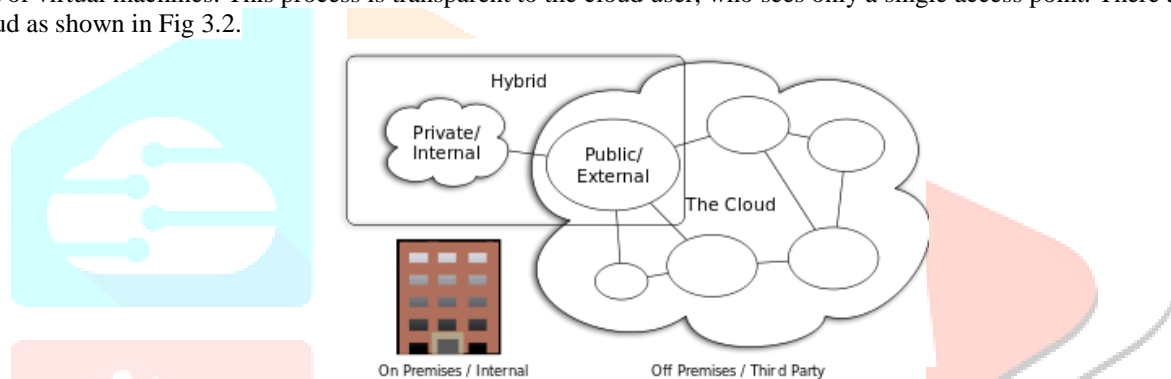 of virtual machines. This process is transparent to the cloud user, who sees only a single access point. There
ud as shown in Fig 3.2.
Hybrid
Private/
Internal
Public/
External
The Cloud
On Premises / Internal
Off Premises / Third Party